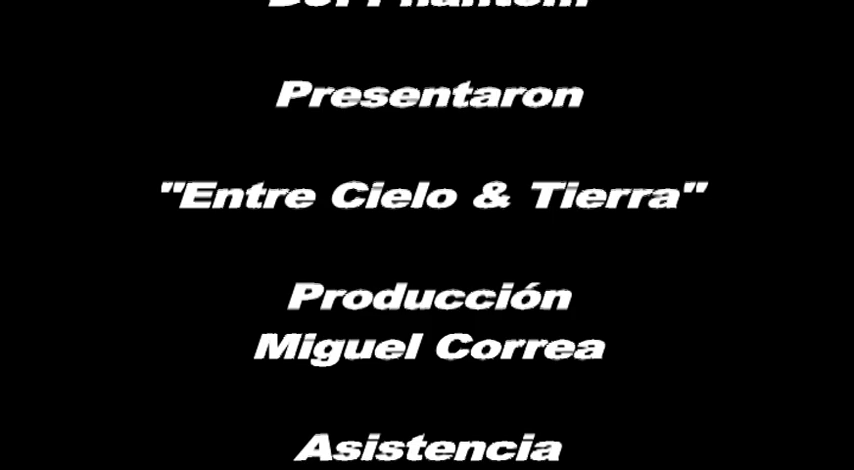 Presentaron
"Entre Cielo & Tierra"
Producción
Miguel Correa
Asistencia